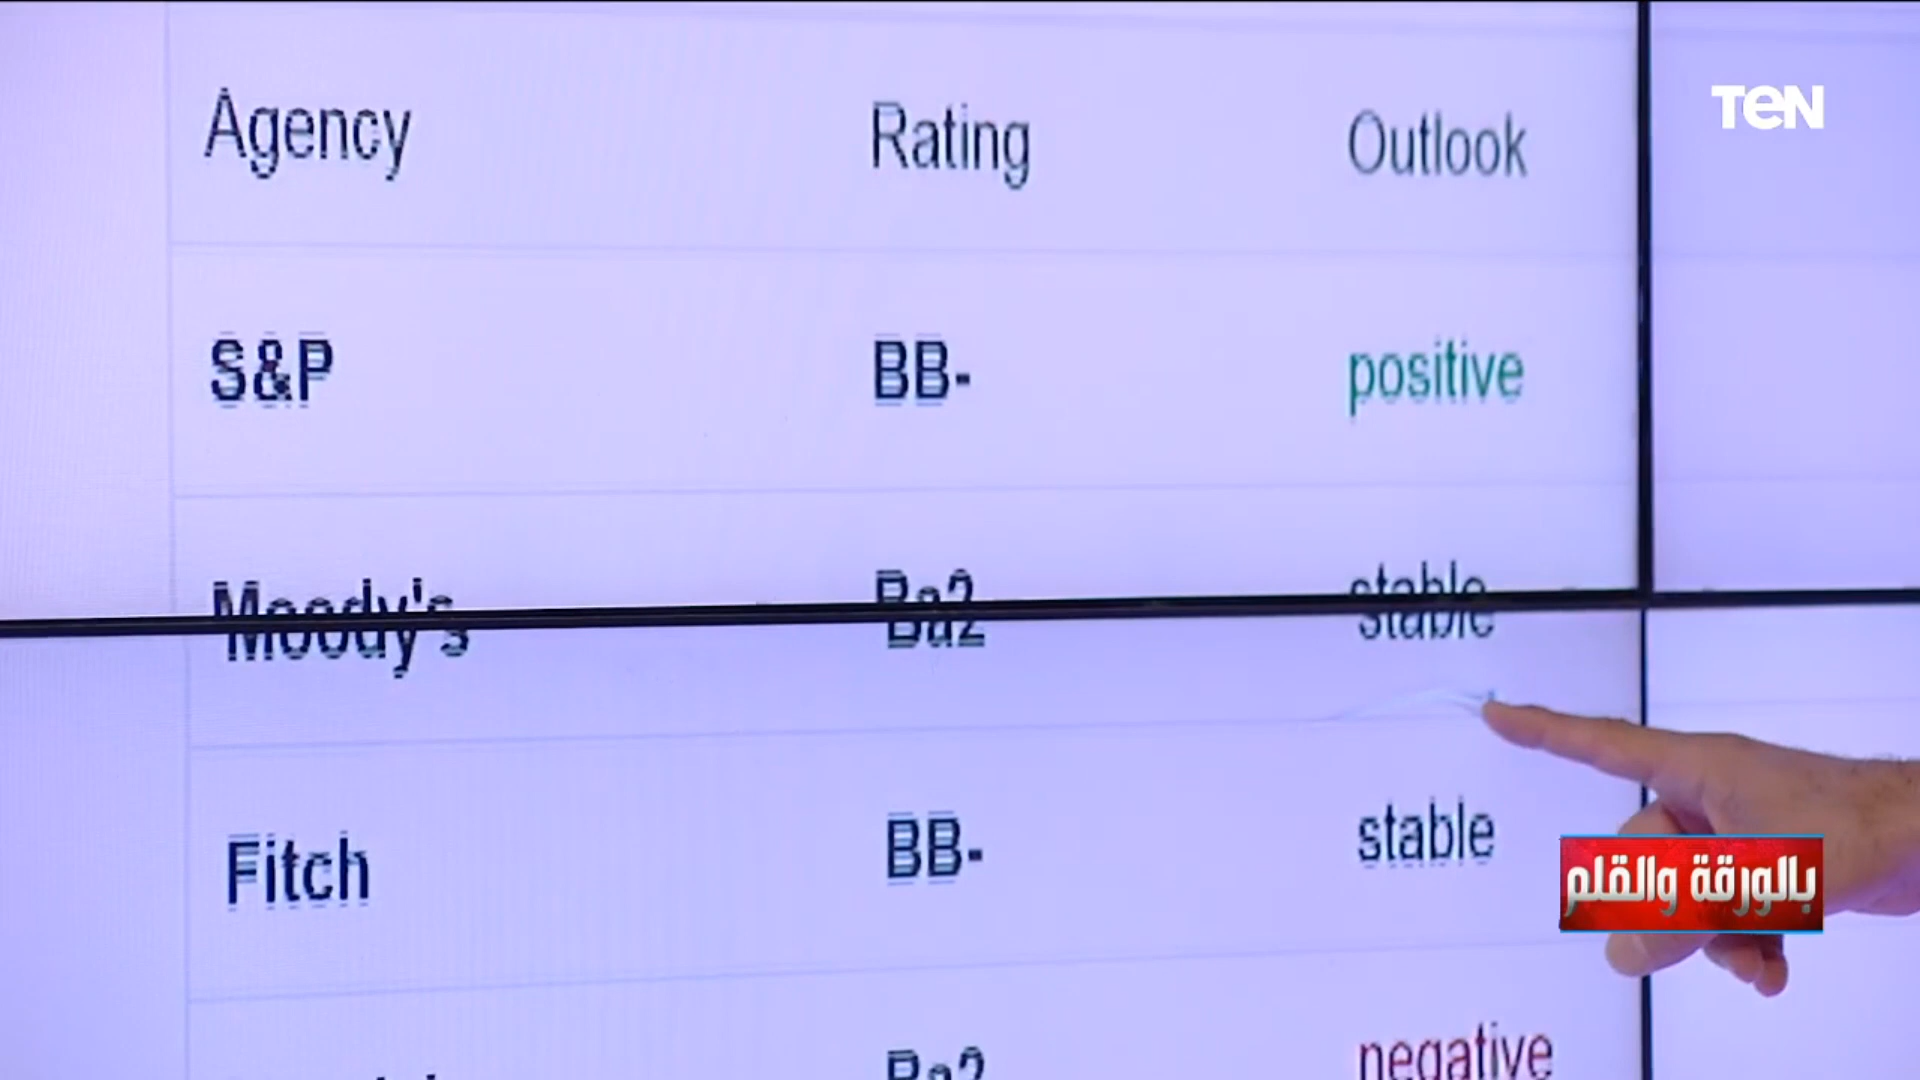 TEN
Agency Rating Outlook
S&P BB- positive
Moody's Ba2 stable
Fitch BB- stable
Ba2 negative
بالورقة والقلم